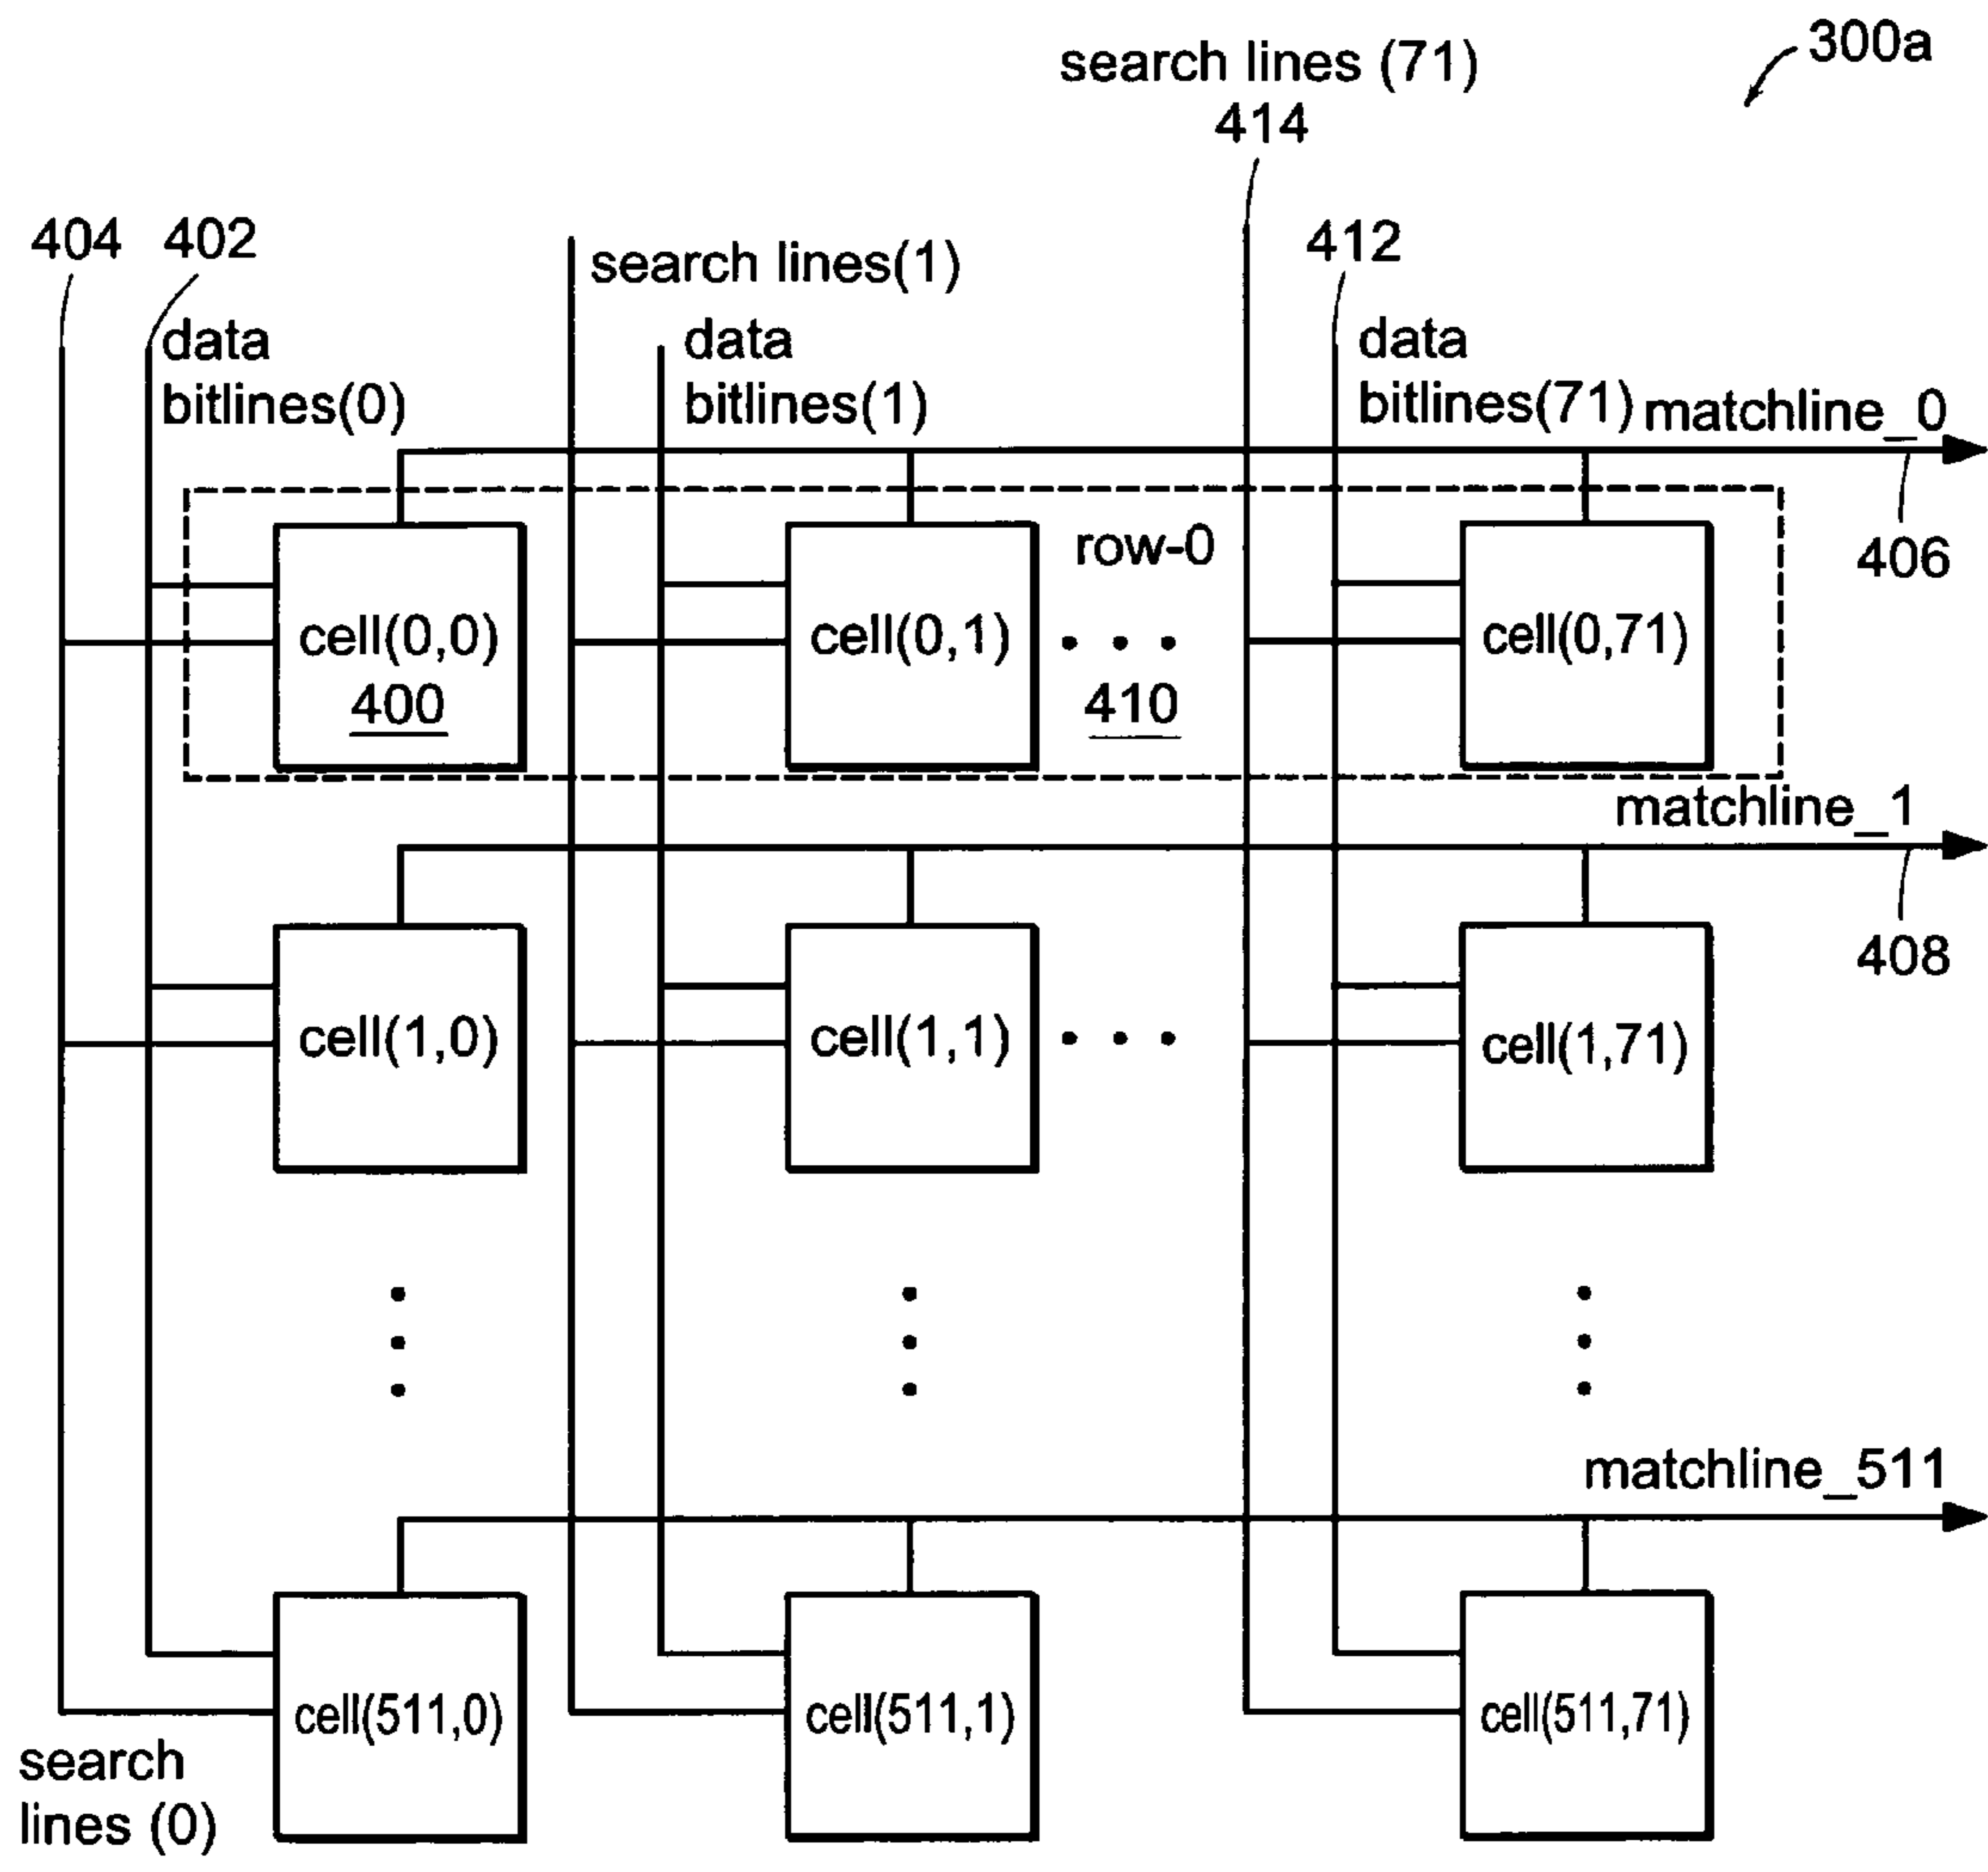 300a
search lines (71)
414
404
402
412
search lines(1)
data
bitlines(0)
data
bitlines(1)
data
bitlines(71)
matchline_0
406
row-0
cell(0,0)
400
cell(0,1)
410
cell(0,71)
matchline_1
408
cell(1,0)
cell(1,1)
cell(1,71)
matchline_511
cell(511,0)
cell(511,1)
cell(511,71)
search
lines (0)